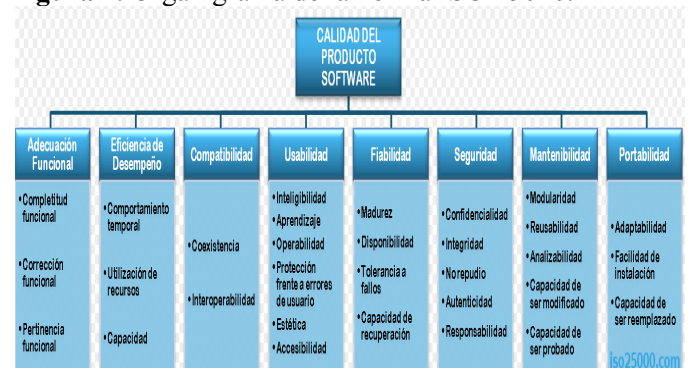 CALIDAD DEL
PRODUCTO
SOFTWARE
Adecuación
Funcional
•Completitud
funcional
•Corrección
funcional
•Pertinencia
funcional
Eficiencia de
Desempeño
•Comportamiento
temporal
•Utilización de
recursos
•Capacidad
Compatibilidad
•Coexistencia
•Interoperabilidad
Usabilidad
•Inteligibilidad
•Aprendizaje
•Operabilidad
•Protección
frente a errores
de usuario
•Estética
•Accesibilidad
Fiabilidad
•Madurez
•Disponibilidad
•Tolerancia a
fallos
•Capacidad de
recuperación
Seguridad
•Confidencialidad
•Integridad
•No repudio
•Autenticidad
•Responsabilidad
Mantenibilidad
•Modularidad
•Reusabilidad
•Analizabilidad
•Capacidad de
ser modificado
•Capacidad de
ser probado
Portabilidad
•Adaptabilidad
•Facilidad de
instalación
•Capacidad de
ser reemplazado
iso25000.com